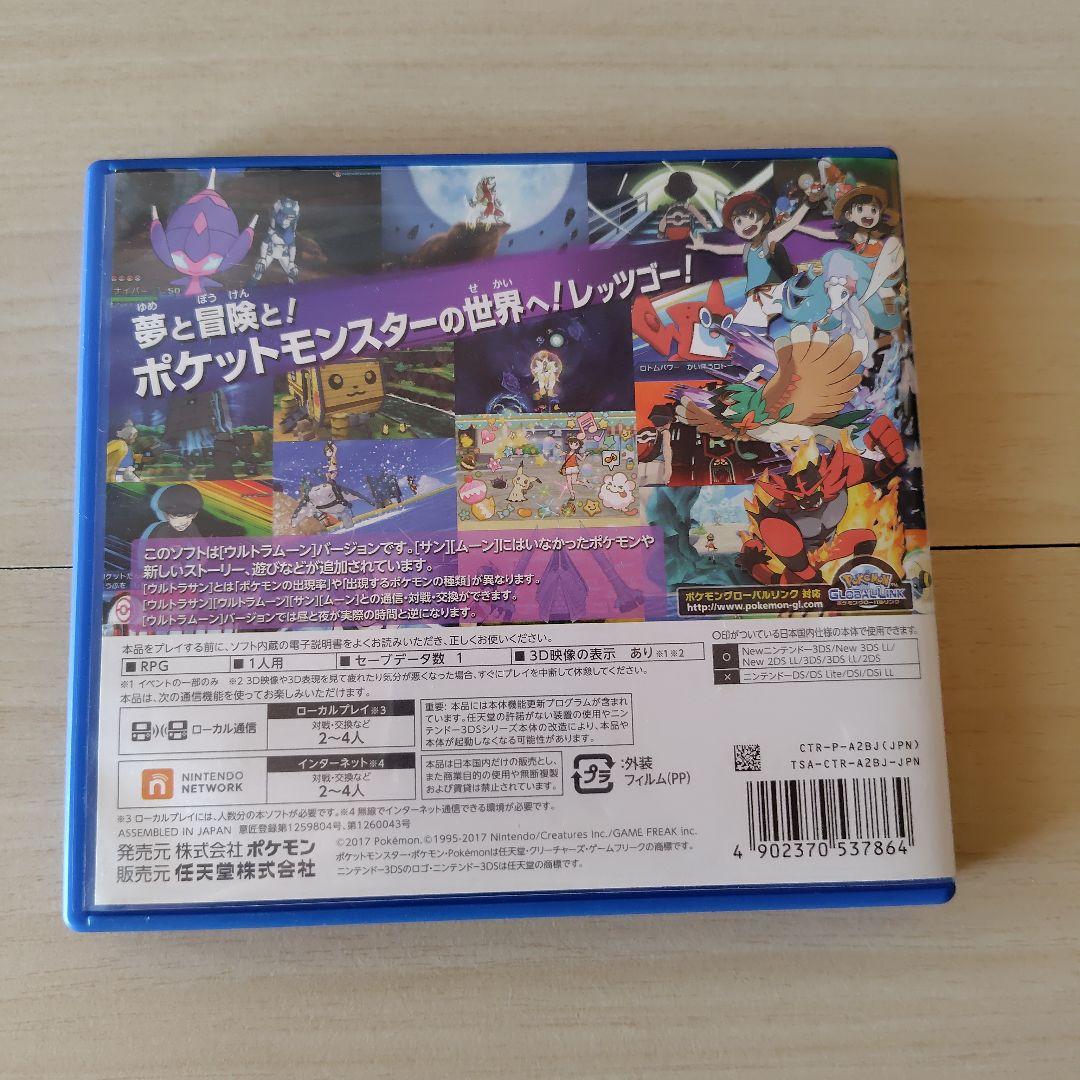 ゆめ ぼうけん
夢と冒険と!
せかい
ポケットモンスターの世界へ!レッツゴー!
ロトムパワー
このソフトは[ウルトラムーン]バージョンです。[サン][ムーン]にはいなかったポケモンや
新しいストーリー、遊びなどが追加されています。
[ウルトラサン]とは「ポケモンの出現率」や「出現するポケモンの種類」が異なります。
[ウルトラサン][ウルトラムーン][サン][ムーン]との通信・対戦・交換ができます。
[ウルトラムーン]バージョンでは昼と夜が実際の時間と逆になります。
ポケモングローバルリンク 対応
http://www.pokemon-gl.com
Pokémon
GLOBAL LINK
ポケモングローバルリンク
本品をプレイする前に、ソフト内蔵の電子説明書をよくお読みいただき、正しくお使いください。
■RPG ■1人用 ■セーブデータ数 1 ■3D映像の表示 あり※1※2
※1 イベントの一部のみ ※2 3D映像や3D表現を見て疲れたり気分が悪くなった場合、すぐにプレイを中断して休憩してください。
本品は、次の通信機能を使ってお楽しみいただけます。
ローカル通信
ローカルプレイ※3
対戦・交換など
2〜4人
NINTENDO
NETWORK
インターネット※4
対戦・交換など
2〜4人
重要:本品には本体機能更新プログラムが含まれ
ています。任天堂の許諾がない装置の使用やニン
テンドー3DSシリーズ本体の改造により、本品や
本体が起動しなくなる可能性があります。
本品は日本国内だけの販売とし、
また商業目的の使用や無断複製
および賃貸は禁止されています。
プラ
:外装
フィルム(PP)
○印がついている日本国内仕様の本体で使用できます。
○ Newニンテンドー3DS/New 3DS LL/
New 2DS LL/3DS/3DS LL/2DS
× ニンテンドーDS/DS Lite/DSi/DSi LL
CTR-P-A2BJ(JPN)
TSA-CTR-A2BJ-JPN
4 902370 537864
※3 ローカルプレイには、人数分の本ソフトが必要です。※4 無線でインターネット通信できる環境が必要です。
ASSEMBLED IN JAPAN 意匠登録第1259804号、第1260043号
発売元 株式会社 ポケモン
販売元 任天堂株式会社
©2017 Pokémon. ©1995-2017 Nintendo/Creatures Inc./GAME FREAK inc.
ポケットモンスター・ポケモン・Pokémonは任天堂・クリーチャーズ・ゲームフリークの商標です。
ニンテンドー3DSのロゴ・ニンテンドー3DSは任天堂の商標です。